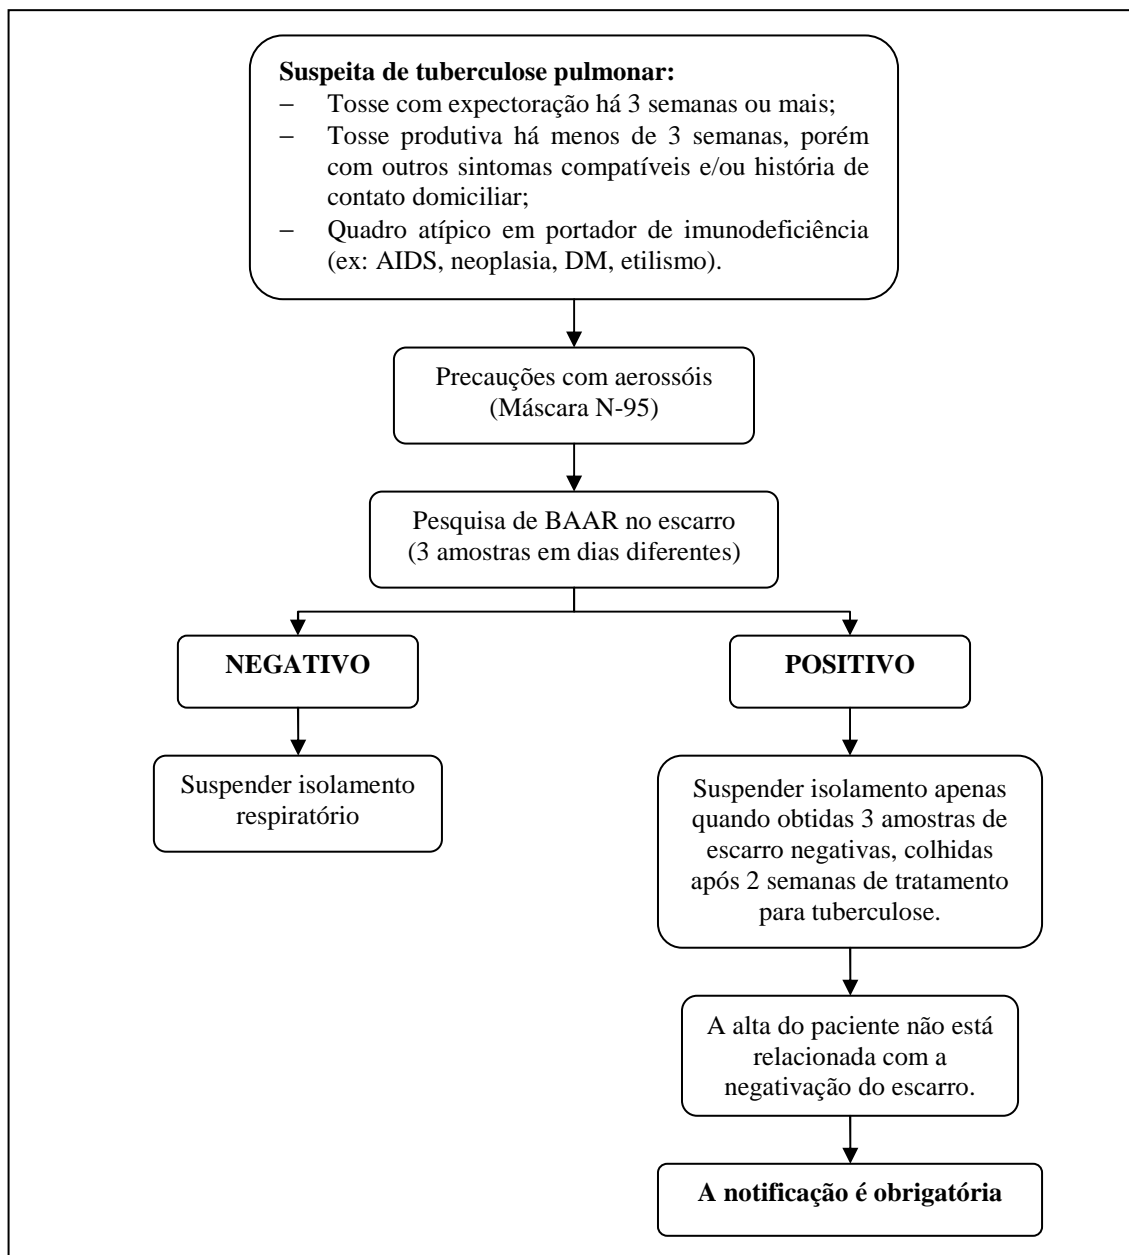 Suspeita de tuberculose pulmonar:
− Tosse com expectoração há 3 semanas ou mais;
− Tosse produtiva há menos de 3 semanas, porém
com outros sintomas compatíveis e/ou história de
contato domiciliar;
− Quadro atípico em portador de imunodeficiência
(ex: AIDS, neoplasia, DM, etilismo).
Precauções com aerossóis
(Máscara N-95)
Pesquisa de BAAR no escarro
(3 amostras em dias diferentes)
NEGATIVO
POSITIVO
Suspender isolamento
respiratório
Suspender isolamento apenas
quando obtidas 3 amostras de
escarro negativas, colhidas
após 2 semanas de tratamento
para tuberculose.
A alta do paciente não está
relacionada com a
negativação do escarro.
A notificação é obrigatória